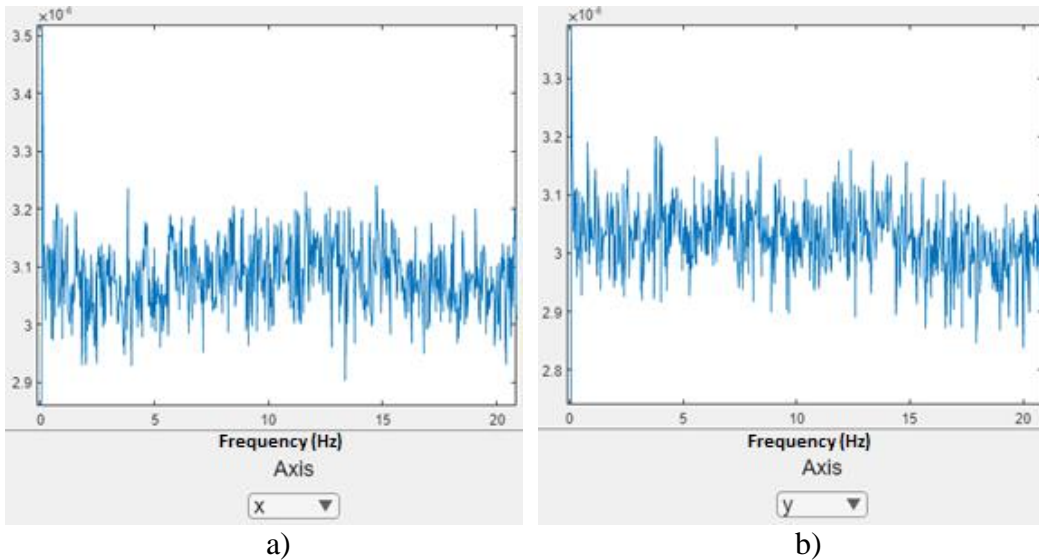 ×10⁻⁶
3.5
3.4
3.3
3.2
3.1
3
2.9
0 5 10 15 20
Frequency (Hz)
Axis
x
a)
×10⁻⁶
3.3
3.2
3.1
3
2.9
2.8
0 5 10 15 20
Frequency (Hz)
Axis
y
b)